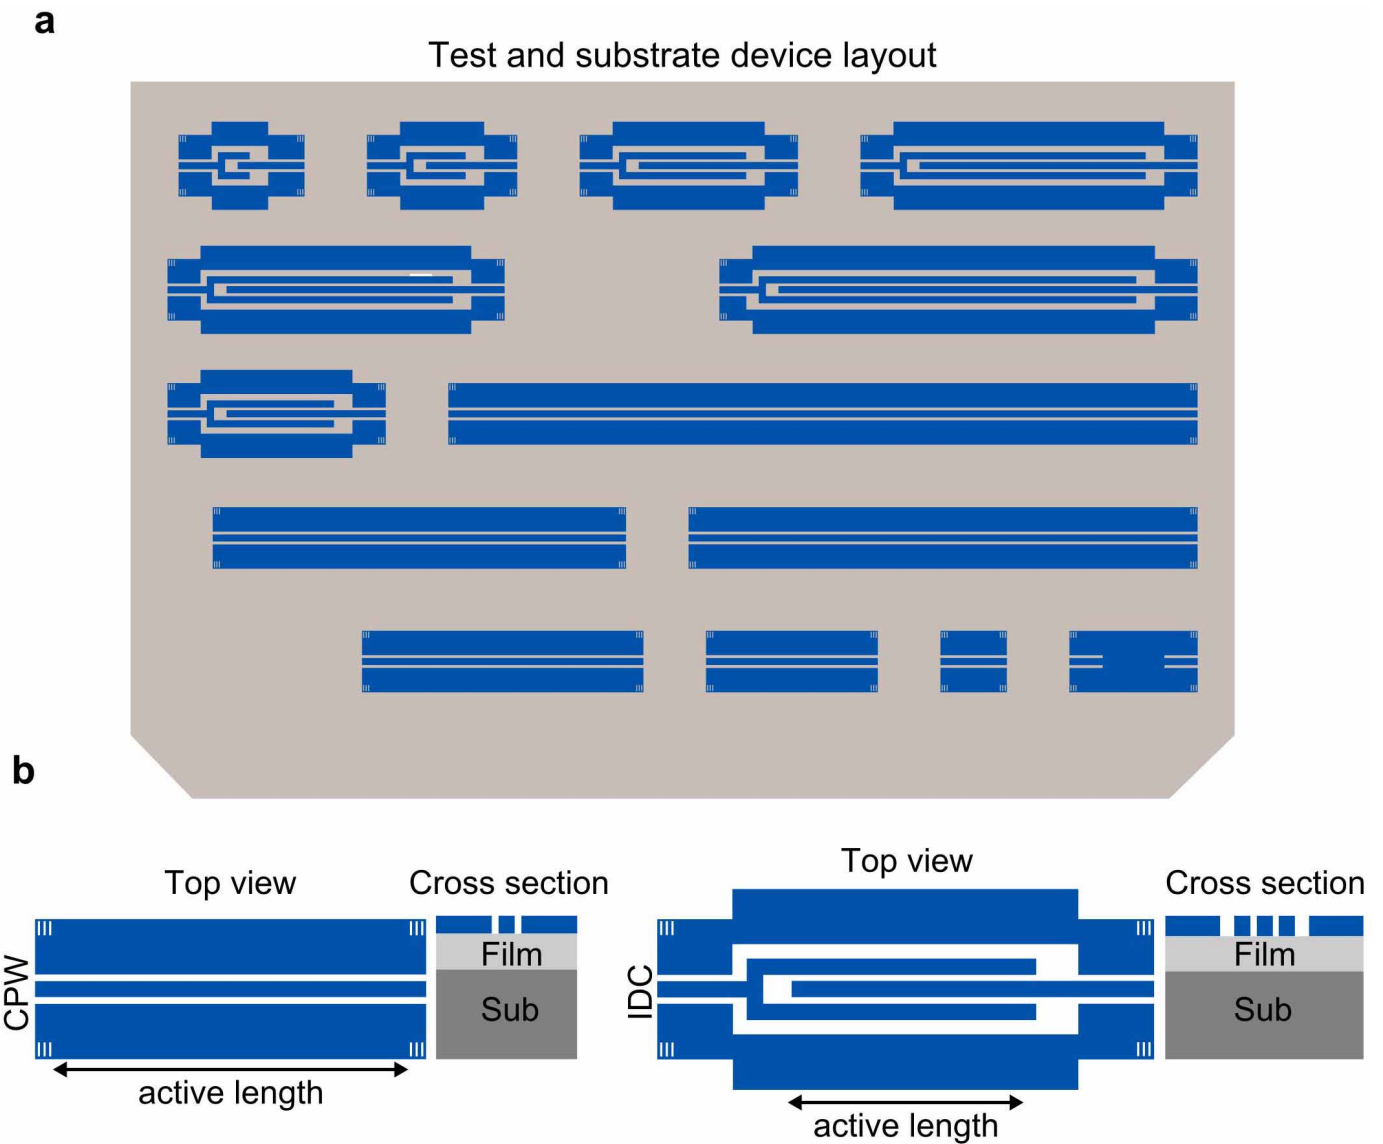 a
Test and substrate device layout
b
Top view
Cross section
Top view
Cross section
CPW
Film
Sub
IDC
Film
Sub
active length
active length